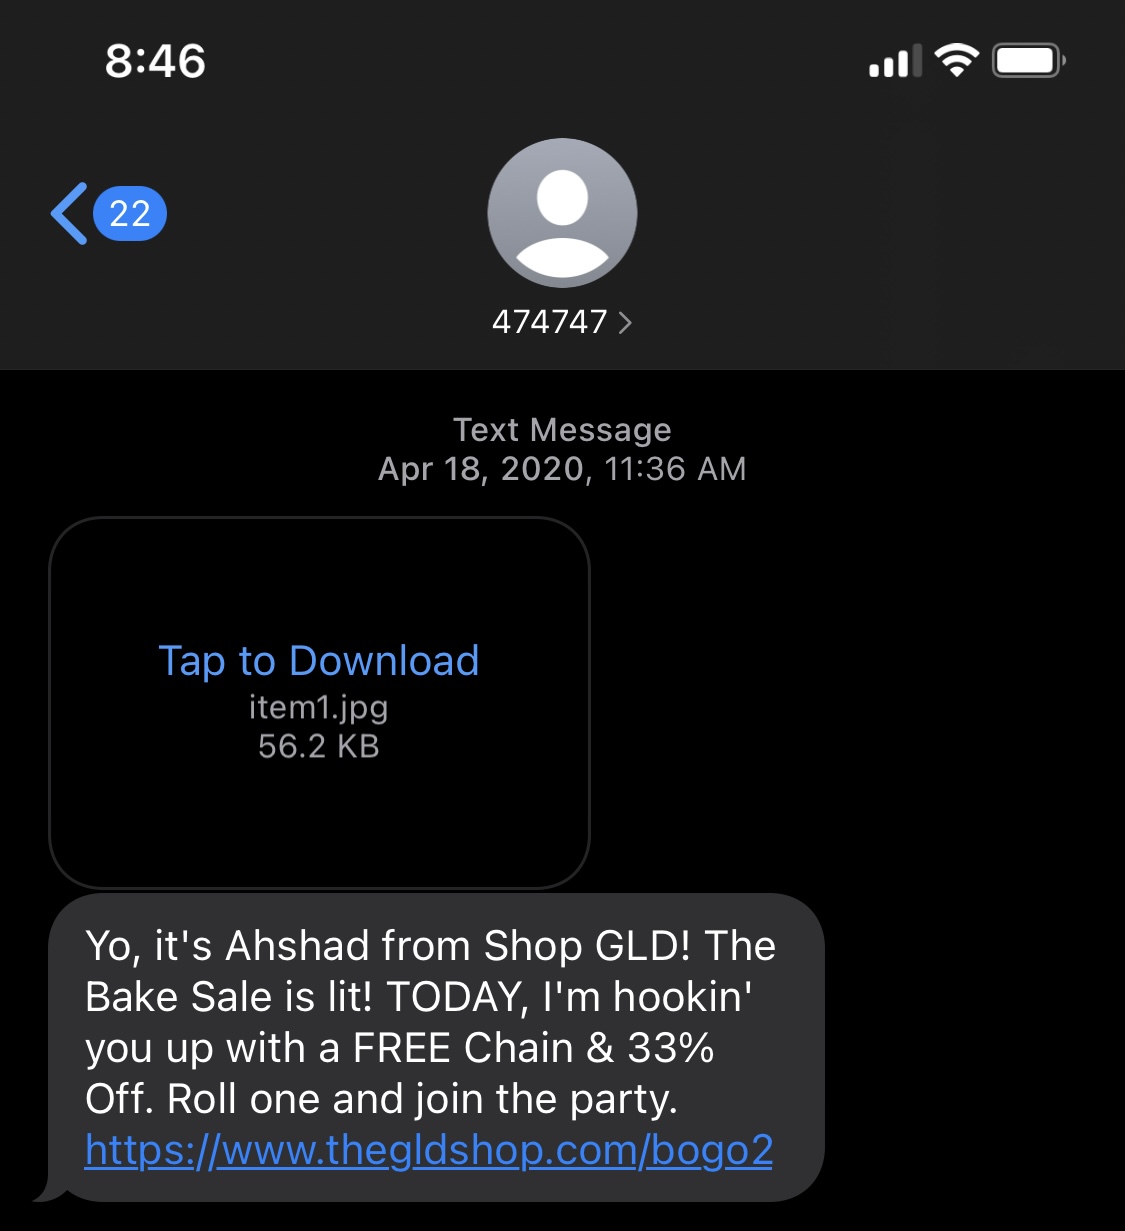 8:46
22
474747
Text Message
Apr 18, 2020, 11:36 AM
Tap to Download
item1.jpg
56.2 KB
Yo, it's Ahshad from Shop GLD! The
Bake Sale is lit! TODAY, I'm hookin'
you up with a FREE Chain & 33%
Off. Roll one and join the party.
https://www.thegldshop.com/bogo2